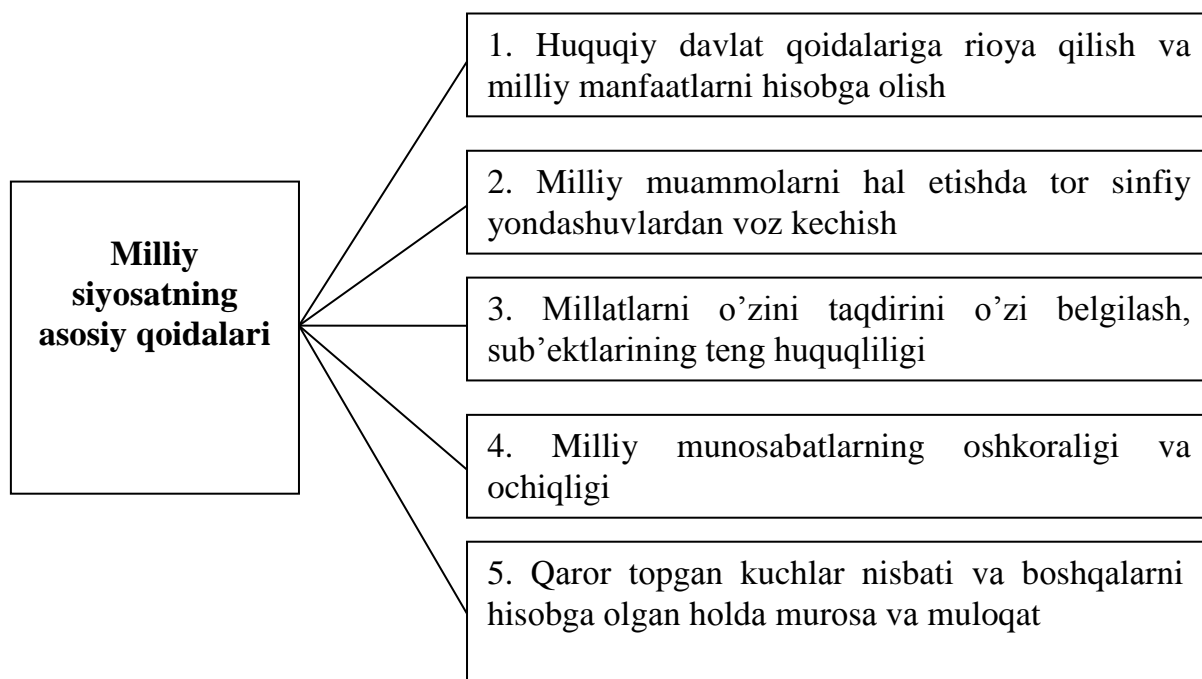 Milliy
siyosatning
asosiy qoidalari
1. Huquqiy davlat qoidalariga rioya qilish va
milliy manfaatlarni hisobga olish
2. Milliy muammolarni hal etishda tor sinfiy
yondashuvlardan voz kechish
3. Millatlarni o’zini taqdirini o’zi belgilash,
sub’ektlarining teng huquqliligi
4. Milliy munosabatlarning oshkoraligi va
ochiqligi
5. Qaror topgan kuchlar nisbati va boshqalarni
hisobga olgan holda murosa va muloqat